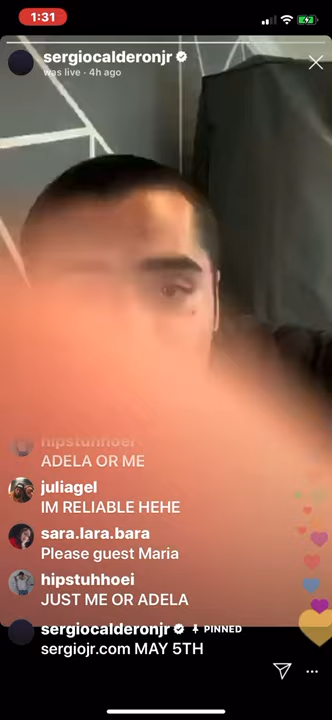 1:31
sergiocalderonjr
was live · 4h ago
hipstuhhoei
ADELA OR ME
juliagel
IM RELIABLE HEHE
sara.lara.bara
Please guest Maria
hipstuhhoei
JUST ME OR ADELA
sergiocalderonjr PINNED
sergiojr.com MAY 5TH